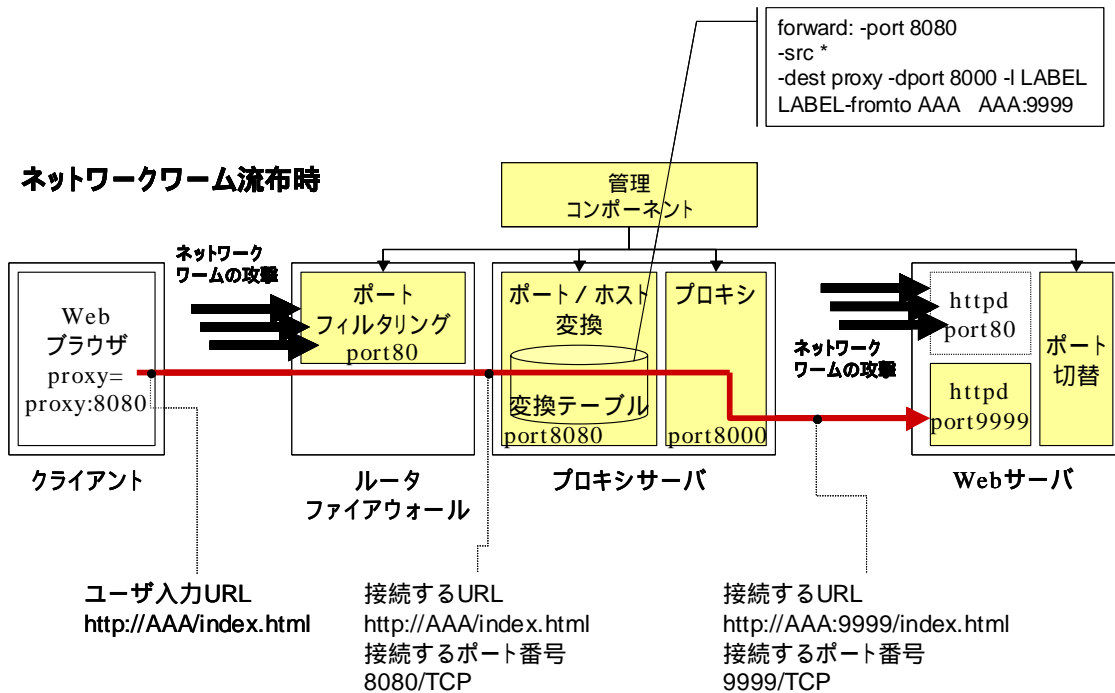 forward: -port 8080
-src *
-dest proxy -dport 8000 -l LABEL
LABEL-fromto AAA AAA:9999
ネットワークワーム流布時
管理
コンポーネント
ネットワーク
ワームの攻撃
Web
ブラウザ
proxy=
proxy:8080
クライアント
ポート
フィルタリング
port80
ルータ
ファイアウォール
ポート / ホスト
変換
変換テーブル
port8080
プロキシ
port8000
プロキシサーバ
ネットワーク
ワームの攻撃
httpd
port80
httpd
port9999
ポート
切替
Webサーバ
ユーザ入力URL
http://AAA/index.html
接続するURL
http://AAA/index.html
接続するポート番号
8080/TCP
接続するURL
http://AAA:9999/index.html
接続するポート番号
9999/TCP